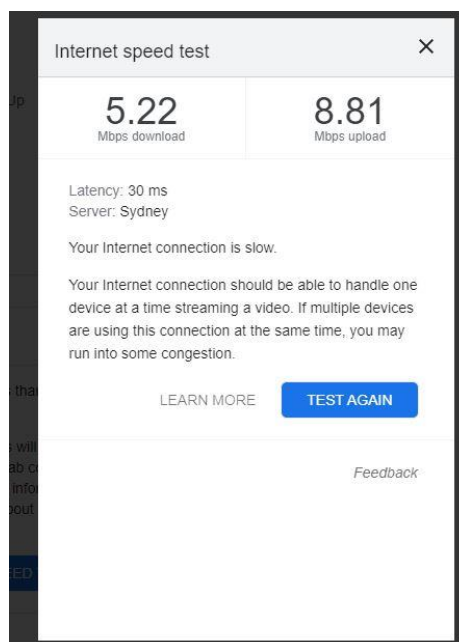 Internet speed test
5.22
Mbps download
8.81
Mbps upload
Latency: 30 ms
Server: Sydney
Your Internet connection is slow.
Your Internet connection should be able to handle one
device at a time streaming a video. If multiple devices
are using this connection at the same time, you may
run into some congestion.
LEARN MORE
TEST AGAIN
Feedback